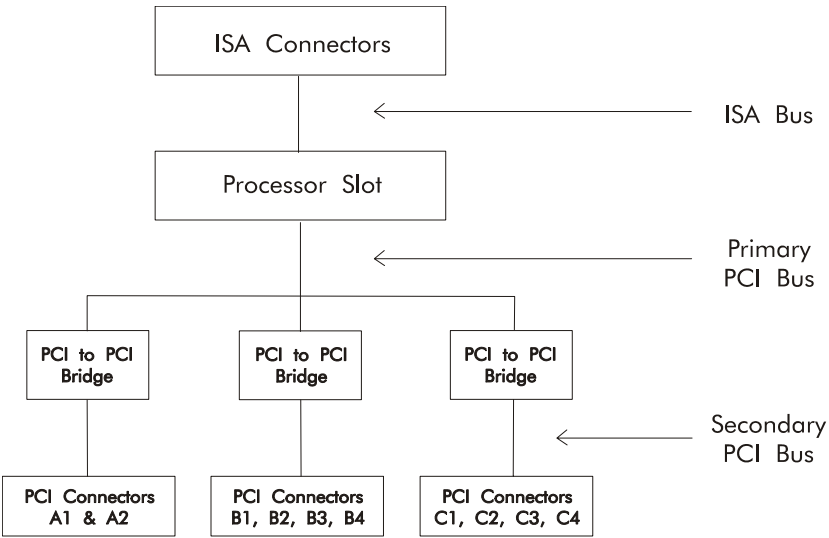 ISA Connectors
ISA Bus
Processor Slot
Primary
PCI Bus
PCI to PCI
Bridge
PCI to PCI
Bridge
PCI to PCI
Bridge
Secondary
PCI Bus
PCI Connectors
A1 & A2
PCI Connectors
B1, B2, B3, B4
PCI Connectors
C1, C2, C3, C4